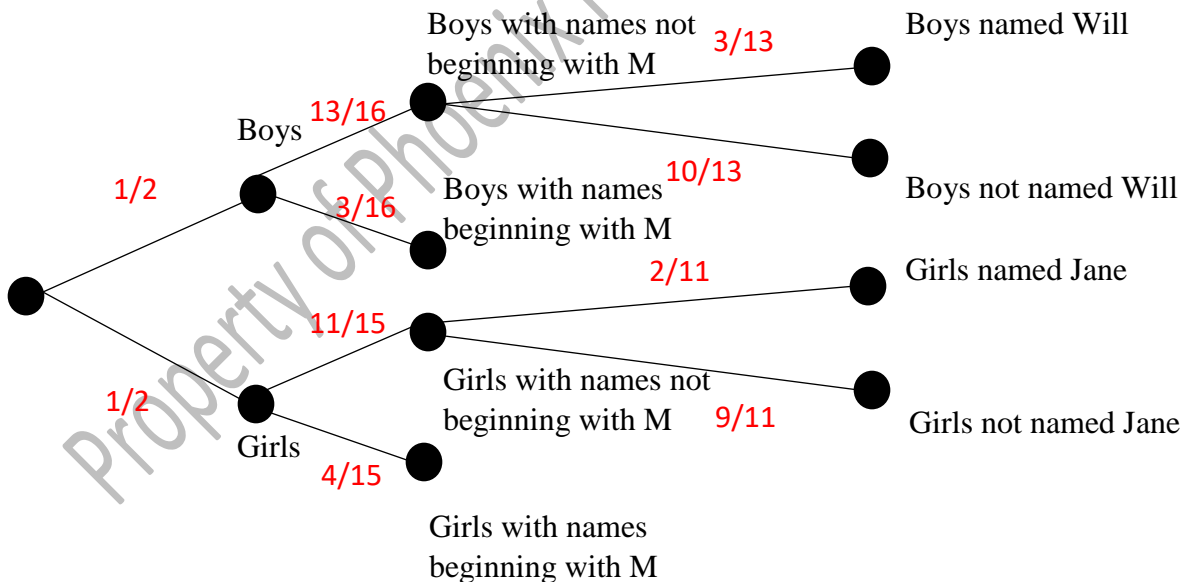 Boys with names not
beginning with M
3/13
Boys named Will
13/16
Boys
1/2
10/13
Boys with names
beginning with M
3/16
Boys not named Will
2/11
Girls named Jane
11/15
1/2
Girls with names not
beginning with M
9/11
Girls not named Jane
Girls
4/15
Girls with names
beginning with M
Property of Phoenix